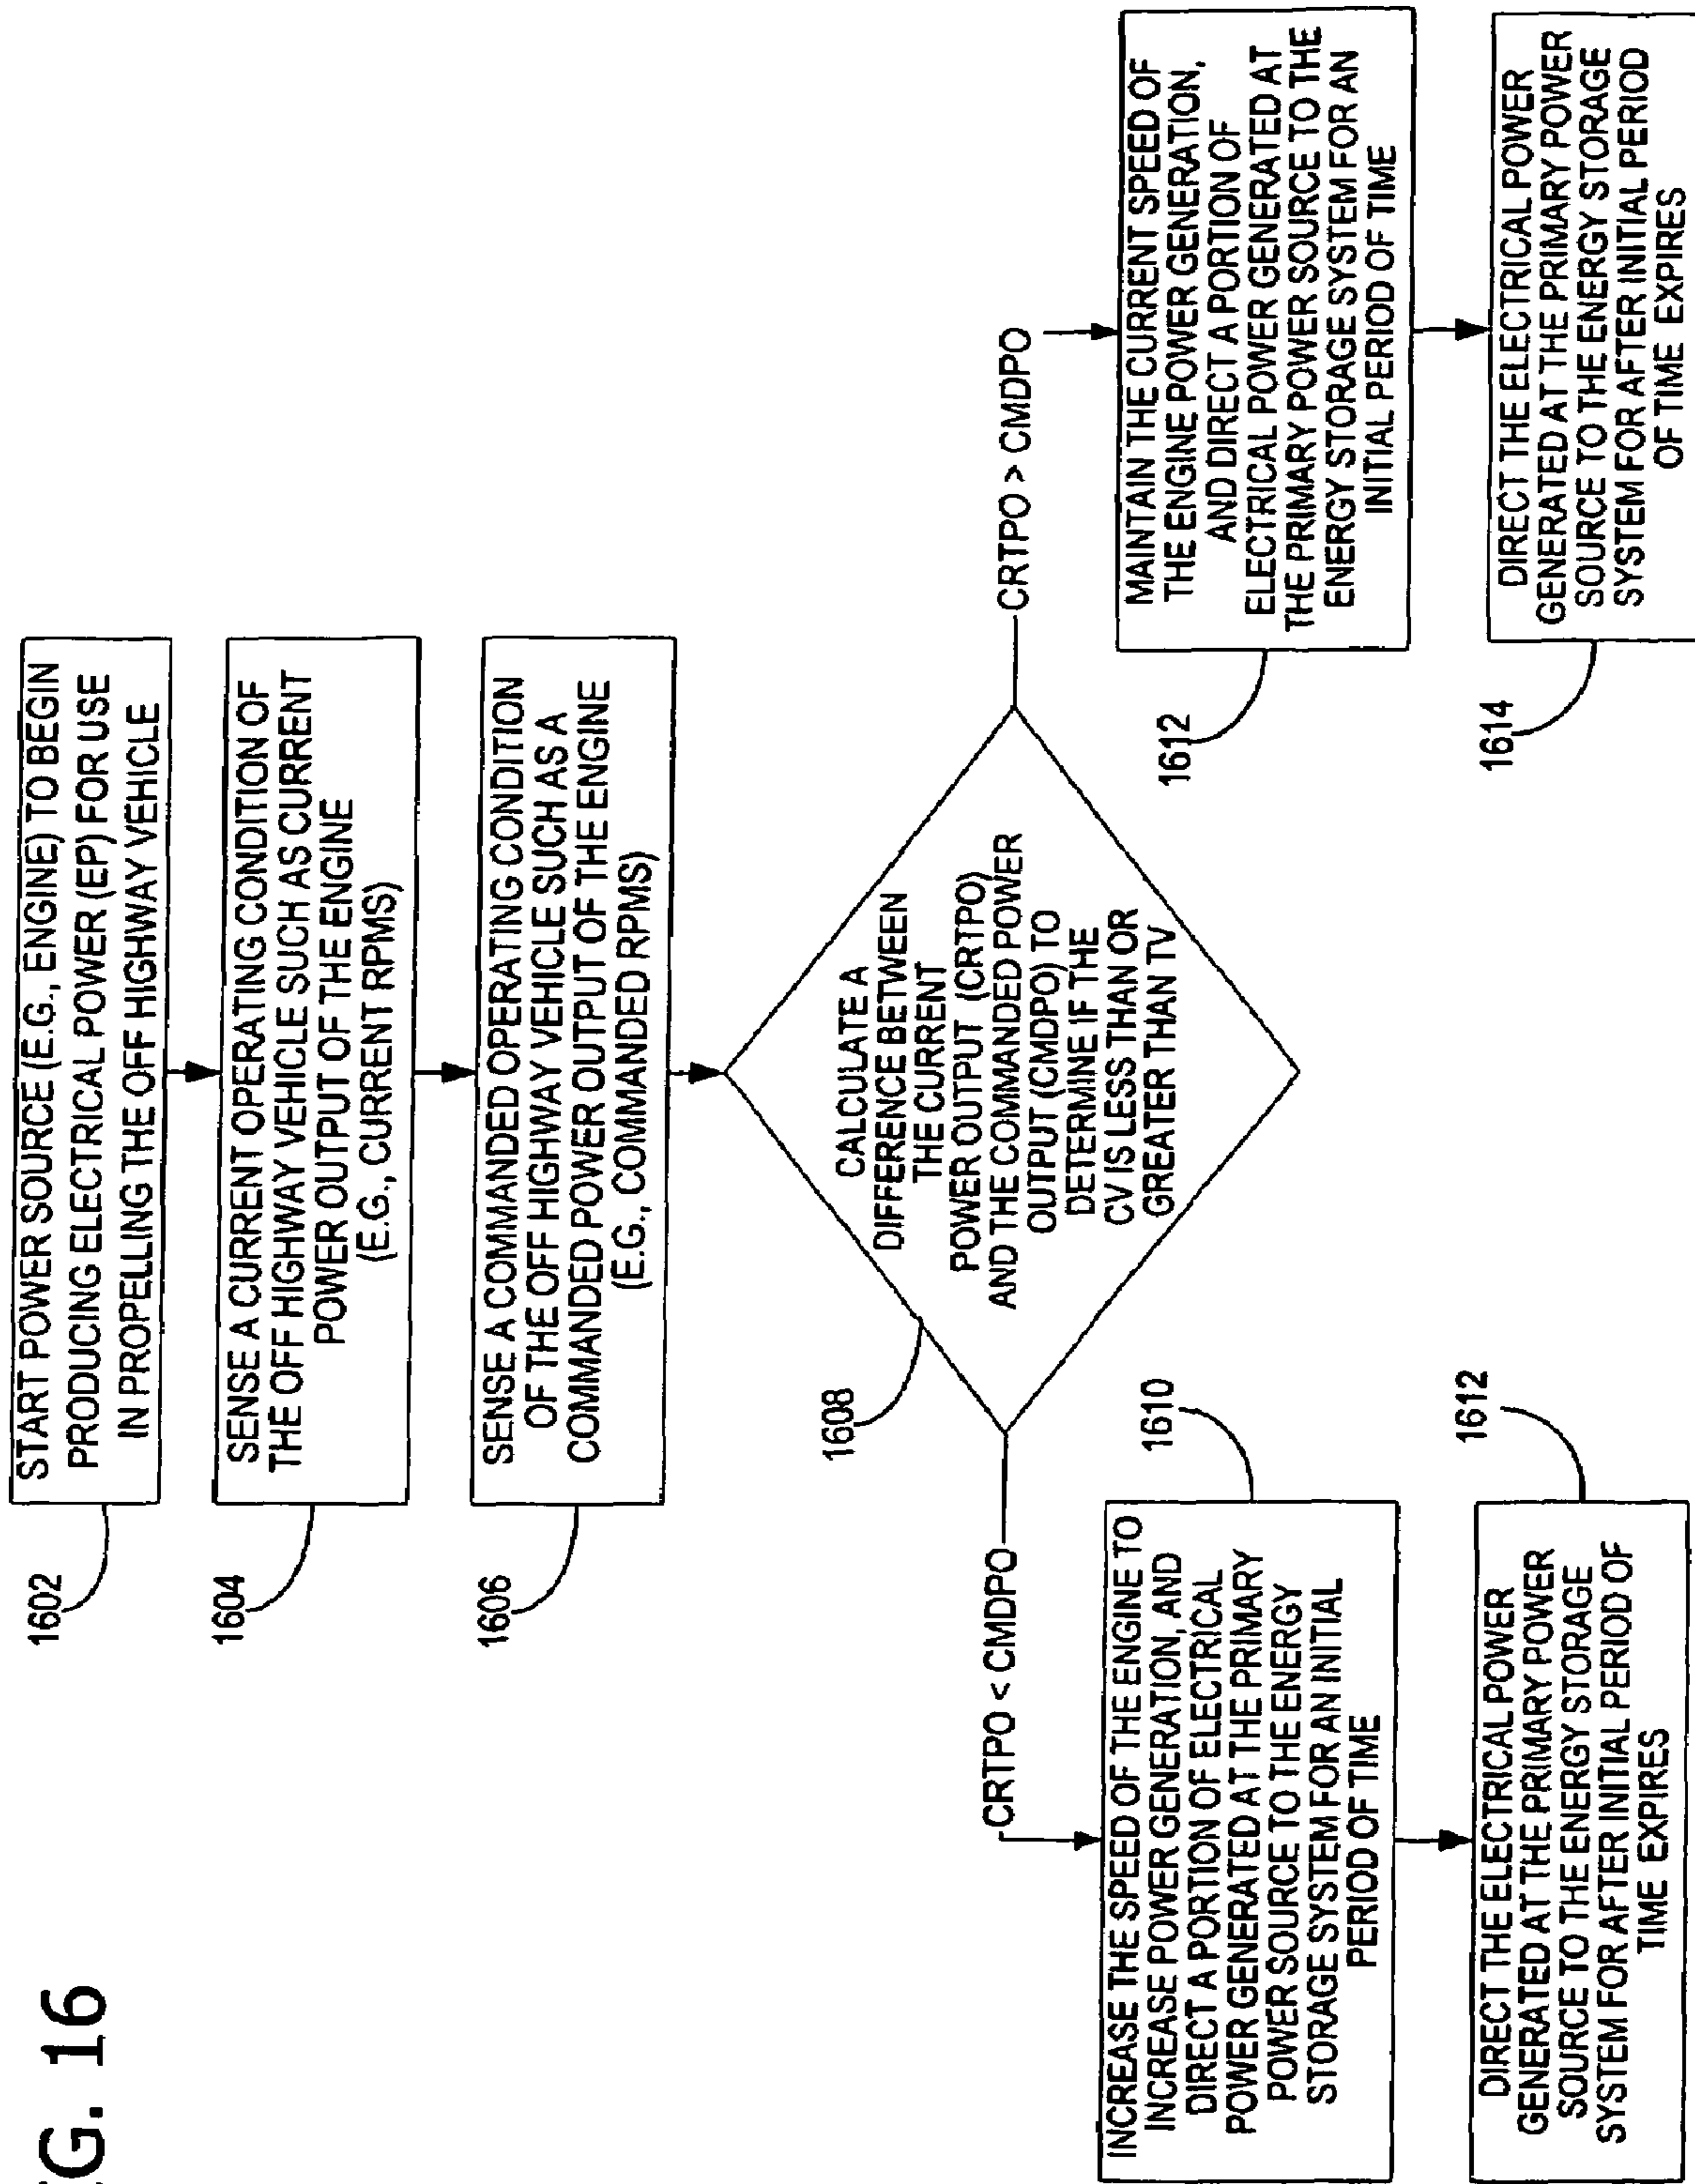 G. 16
1602
START POWER SOURCE (E.G., ENGINE) TO BEGIN
PRODUCING ELECTRICAL POWER (EP) FOR USE
IN PROPELLING THE OFF HIGHWAY VEHICLE
1604
SENSE A CURRENT OPERATING CONDITION OF
THE OFF HIGHWAY VEHICLE SUCH AS CURRENT
POWER OUTPUT OF THE ENGINE
(E.G., CURRENT RPMS)
1606
SENSE A COMMANDED OPERATING CONDITION
OF THE OFF HIGHWAY VEHICLE SUCH AS A
COMMANDED POWER OUTPUT OF THE ENGINE
(E.G., COMMANDED RPMS)
1608
CALCULATE A
DIFFERENCE BETWEEN
THE CURRENT
POWER OUTPUT (CRTPO)
AND THE COMMANDED POWER
OUTPUT (CMDPO) TO
DETERMINE IF THE
CV IS LESS THAN OR
GREATER THAN TV
CRTPO < CMDPO
1610
INCREASE THE SPEED OF THE ENGINE TO
INCREASE POWER GENERATION, AND
DIRECT A PORTION OF ELECTRICAL
POWER GENERATED AT THE PRIMARY
POWER SOURCE TO THE ENERGY
STORAGE SYSTEM FOR AN INITIAL
PERIOD OF TIME
1612
DIRECT THE ELECTRICAL POWER
GENERATED AT THE PRIMARY POWER
SOURCE TO THE ENERGY STORAGE
SYSTEM FOR AFTER INITIAL PERIOD OF
TIME EXPIRES
CRTPO > CMDPO
1612
MAINTAIN THE CURRENT SPEED OF
THE ENGINE POWER GENERATION,
AND DIRECT A PORTION OF
ELECTRICAL POWER GENERATED AT
THE PRIMARY POWER SOURCE TO THE
ENERGY STORAGE SYSTEM FOR AN
INITIAL PERIOD OF TIME
1614
DIRECT THE ELECTRICAL POWER
GENERATED AT THE PRIMARY POWER
SOURCE TO THE ENERGY STORAGE
SYSTEM FOR AFTER INITIAL PERIOD
OF TIME EXPIRES